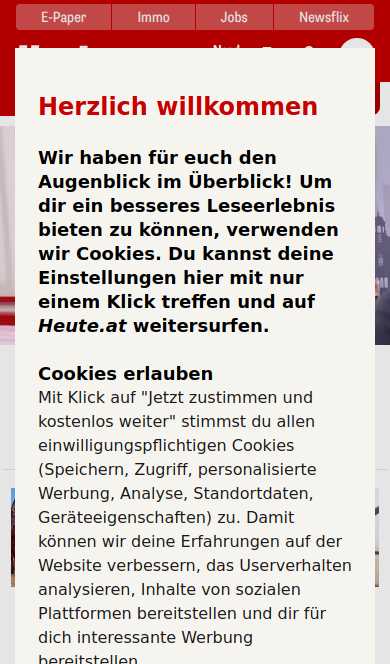 E-Paper Immo Jobs Newsflix
Herzlich willkommen
Wir haben für euch den
Augenblick im Überblick! Um
dir ein besseres Leseerlebnis
bieten zu können, verwenden
wir Cookies. Du kannst deine
Einstellungen hier mit nur
einem Klick treffen und auf
Heute.at weitersurfen.
Cookies erlauben
Mit Klick auf "Jetzt zustimmen und
kostenlos weiter" stimmst du allen
einwilligungspflichtigen Cookies
(Speichern, Zugriff, personalisierte
Werbung, Analyse, Standortdaten,
Geräteeigenschaften) zu. Damit
können wir deine Erfahrungen auf der
Website verbessern, das Userverhalten
analysieren, Inhalte von sozialen
Plattformen bereitstellen und dir für
dich interessante Werbung
bereitstellen.